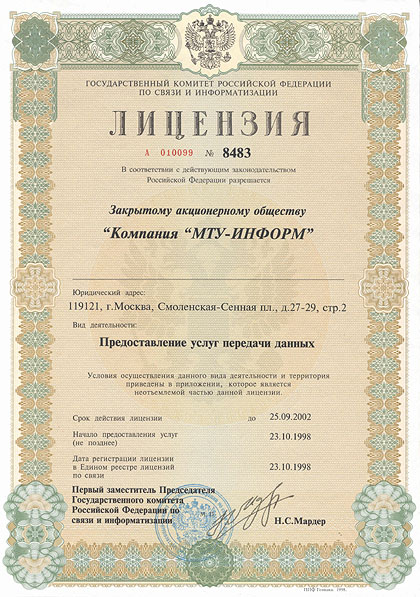 ГОСУДАРСТВЕННЫЙ КОМИТЕТ РОССИЙСКОЙ ФЕДЕРАЦИИ
ПО СВЯЗИ И ИНФОРМАТИЗАЦИИ
ЛИЦЕНЗИЯ
А 010099 № 8483
В соответствии с действующим законодательством
Российской Федерации разрешается
Закрытому акционерному обществу
“Компания “МТУ-ИНФОРМ”
Юридический адрес:
119121, г.Москва, Смоленская-Сенная пл., д.27-29, стр.2
Вид деятельности:
Предоставление услуг передачи данных
Условия осуществления данного вида деятельности и территория
приведены в приложении, которое является
неотъемлемой частью данной лицензии.
Срок действия лицензии до 25.09.2002
Начало предоставления услуг 23.10.1998
(не позднее)
Дата регистрации лицензии
в Едином реестре лицензий 23.10.1998
по связи
Первый заместитель Председателя
Государственного комитета
Российской Федерации по
связи и информатизации Н.С.Мардер